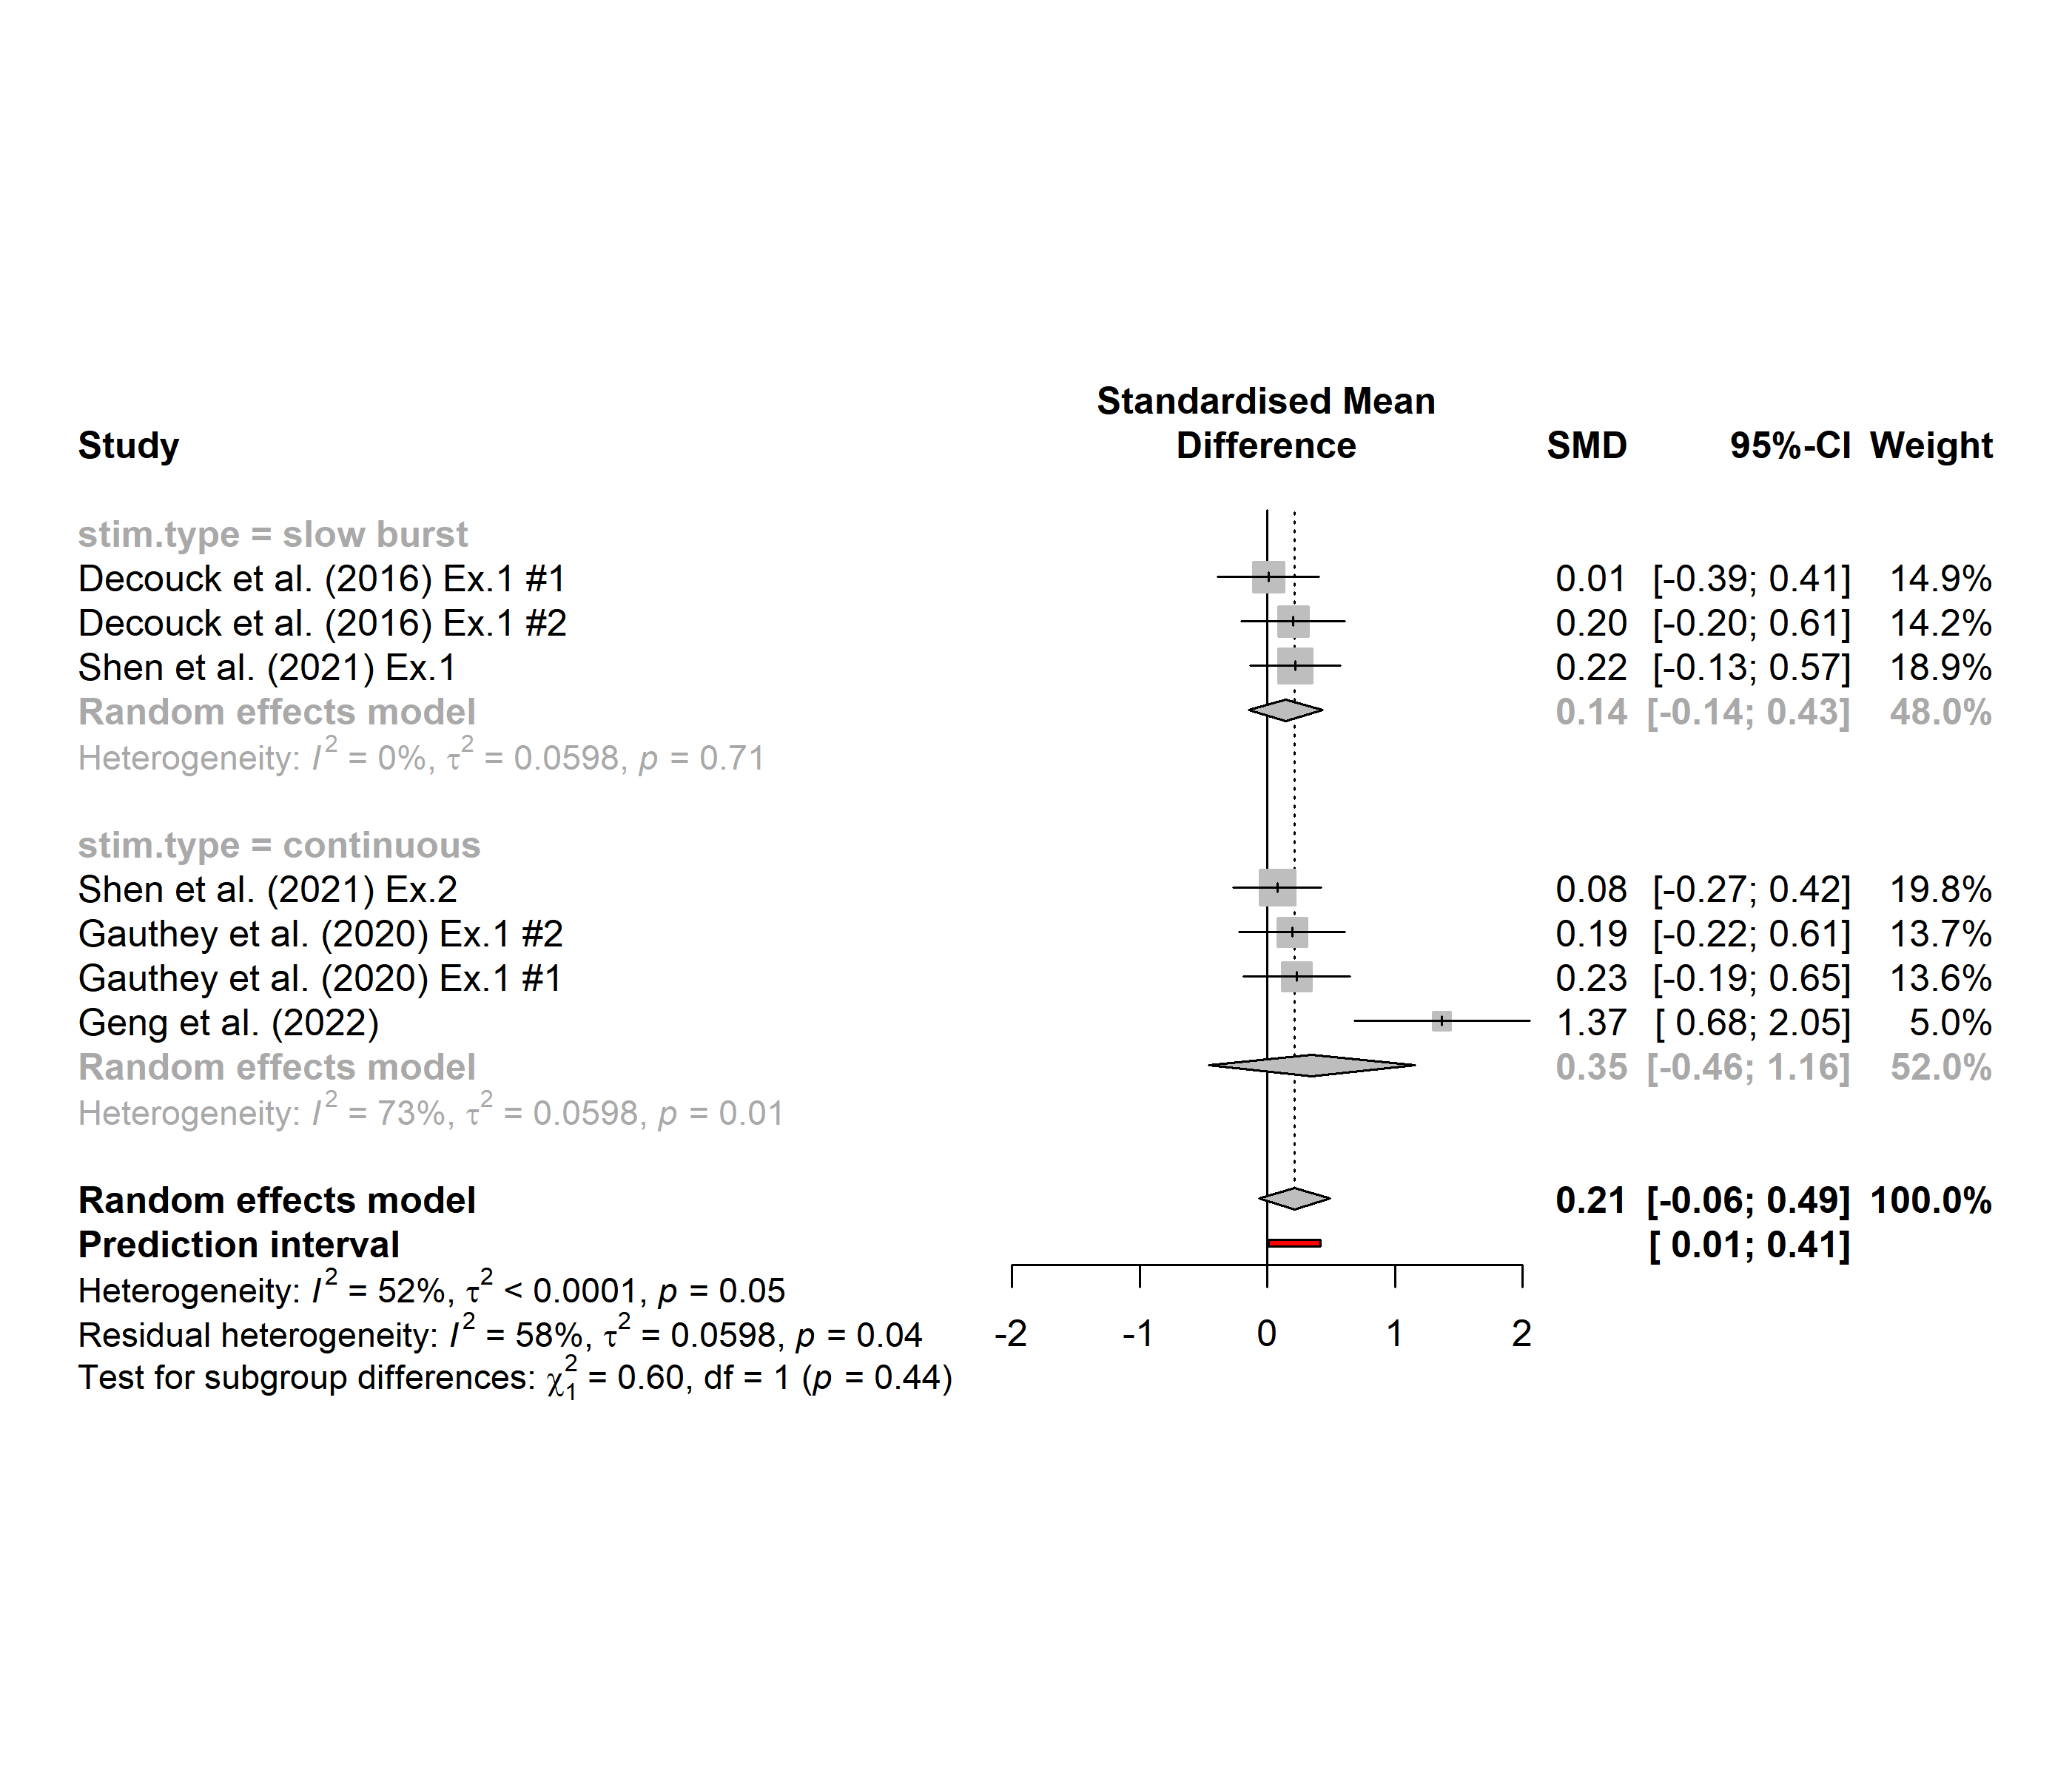 Standardised Mean
Study Difference SMD 95%-CI Weight
stim.type = slow burst
Decouck et al. (2016) Ex.1 #1 0.01 [-0.39; 0.41] 14.9%
Decouck et al. (2016) Ex.1 #2 0.20 [-0.20; 0.61] 14.2%
Shen et al. (2021) Ex.1 0.22 [-0.13; 0.57] 18.9%
Random effects model 0.14 [-0.14; 0.43] 48.0%
Heterogeneity: I² = 0%, τ² = 0.0598, p = 0.71
stim.type = continuous
Shen et al. (2021) Ex.2 0.08 [-0.27; 0.42] 19.8%
Gauthey et al. (2020) Ex.1 #2 0.19 [-0.22; 0.61] 13.7%
Gauthey et al. (2020) Ex.1 #1 0.23 [-0.19; 0.65] 13.6%
Geng et al. (2022) 1.37 [ 0.68; 2.05] 5.0%
Random effects model 0.35 [-0.46; 1.16] 52.0%
Heterogeneity: I² = 73%, τ² = 0.0598, p = 0.01
Random effects model 0.21 [-0.06; 0.49] 100.0%
Prediction interval [ 0.01; 0.41]
Heterogeneity: I² = 52%, τ² < 0.0001, p = 0.05
Residual heterogeneity: I² = 58%, τ² = 0.0598, p = 0.04
-2 -1 0 1 2
Test for subgroup differences: χ²₁ = 0.60, df = 1 (p = 0.44)